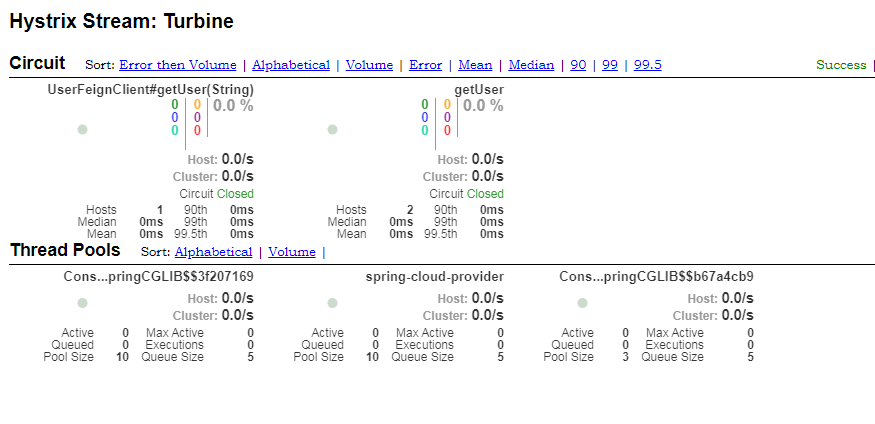 Hystrix Stream: Turbine
Circuit Sort: Error then Volume | Alphabetical | Volume | Error | Mean | Median | 90 | 99 | 99.5 Success |
UserFeignClient#getUser(String) getUser
0 0 0.0 % 0 0 0.0 %
0 0 0 0
0 0 0 0
Host: 0.0/s Host: 0.0/s
Cluster: 0.0/s Cluster: 0.0/s
Circuit Closed Circuit Closed
Hosts 1 90th 0ms Hosts 2 90th 0ms
Median 0ms 99th 0ms Median 0ms 99th 0ms
Mean 0ms 99.5th 0ms Mean 0ms 99.5th 0ms
Thread Pools Sort: Alphabetical | Volume |
Cons...pringCGLIB$$3f207169 spring-cloud-provider Cons...pringCGLIB$$b67a4cb9
Host: 0.0/s Host: 0.0/s Host: 0.0/s
Cluster: 0.0/s Cluster: 0.0/s Cluster: 0.0/s
Active 0 Max Active 0 Active 0 Max Active 0 Active 0 Max Active 0
Queued 0 Executions 0 Queued 0 Executions 0 Queued 0 Executions 0
Pool Size 10 Queue Size 5 Pool Size 10 Queue Size 5 Pool Size 3 Queue Size 5